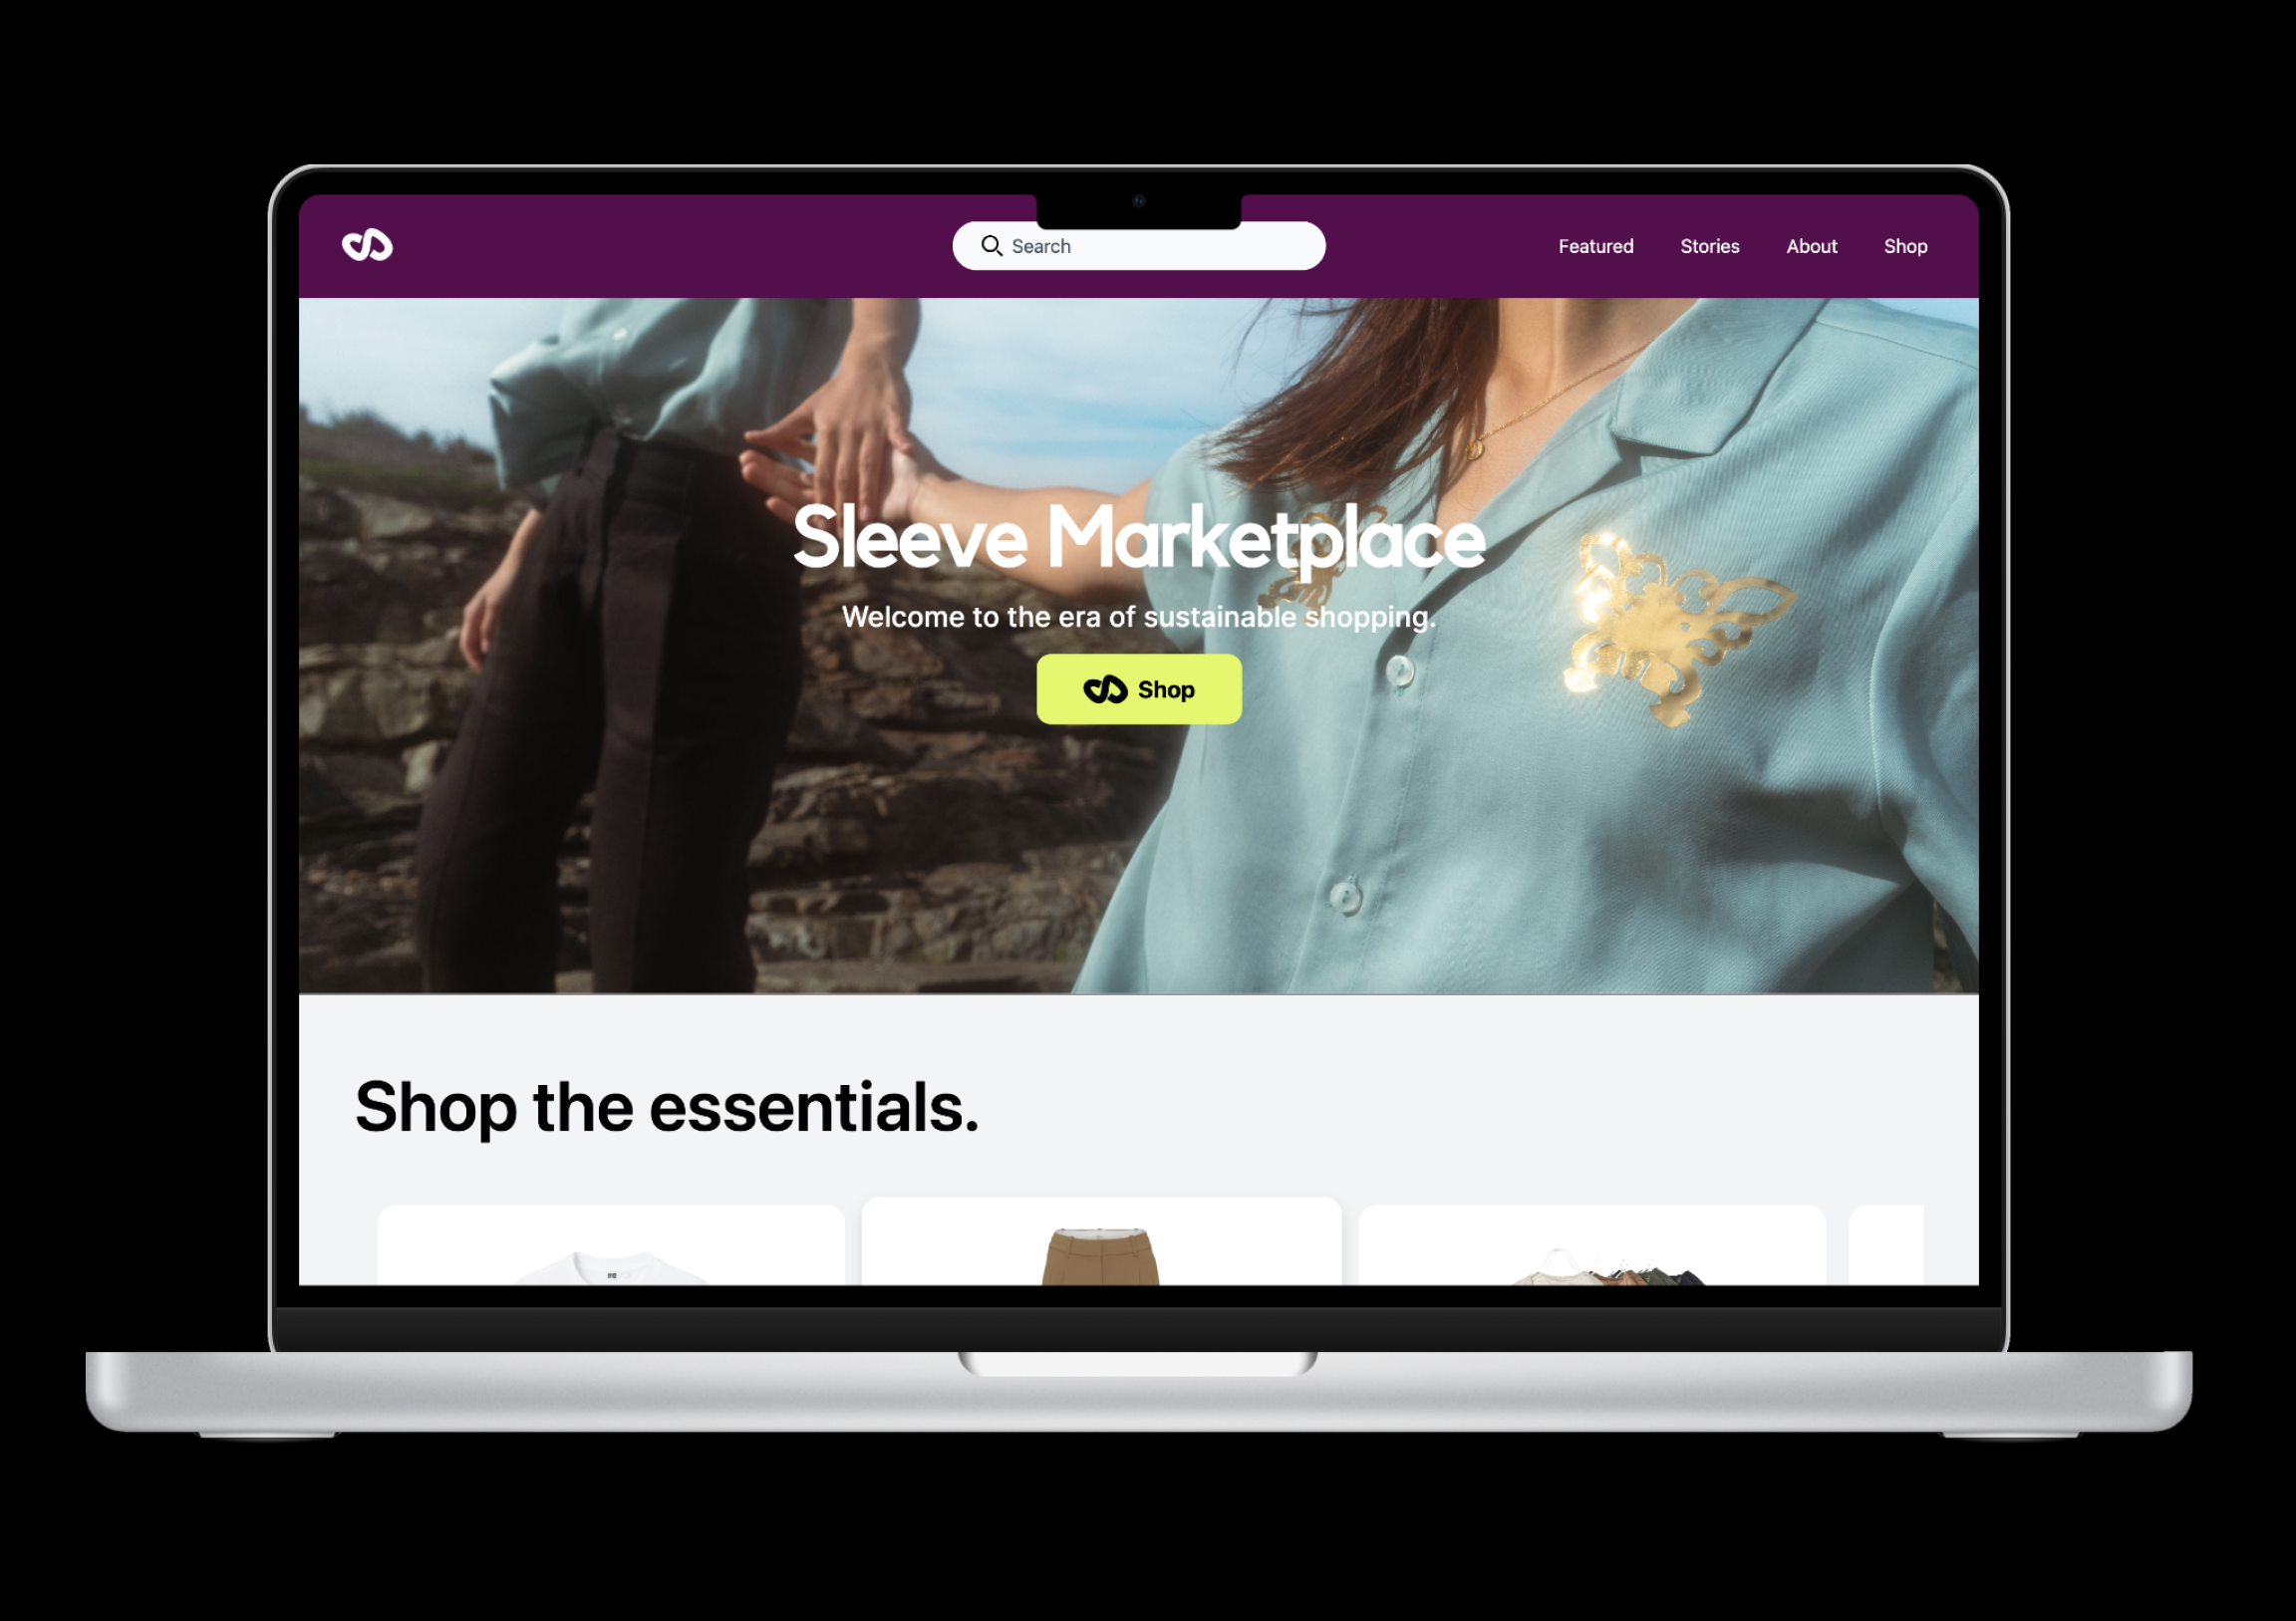 Search
Featured
Stories
About
Shop
Sleeve Marketplace
Welcome to the era of sustainable shopping.
Shop
Shop the essentials.